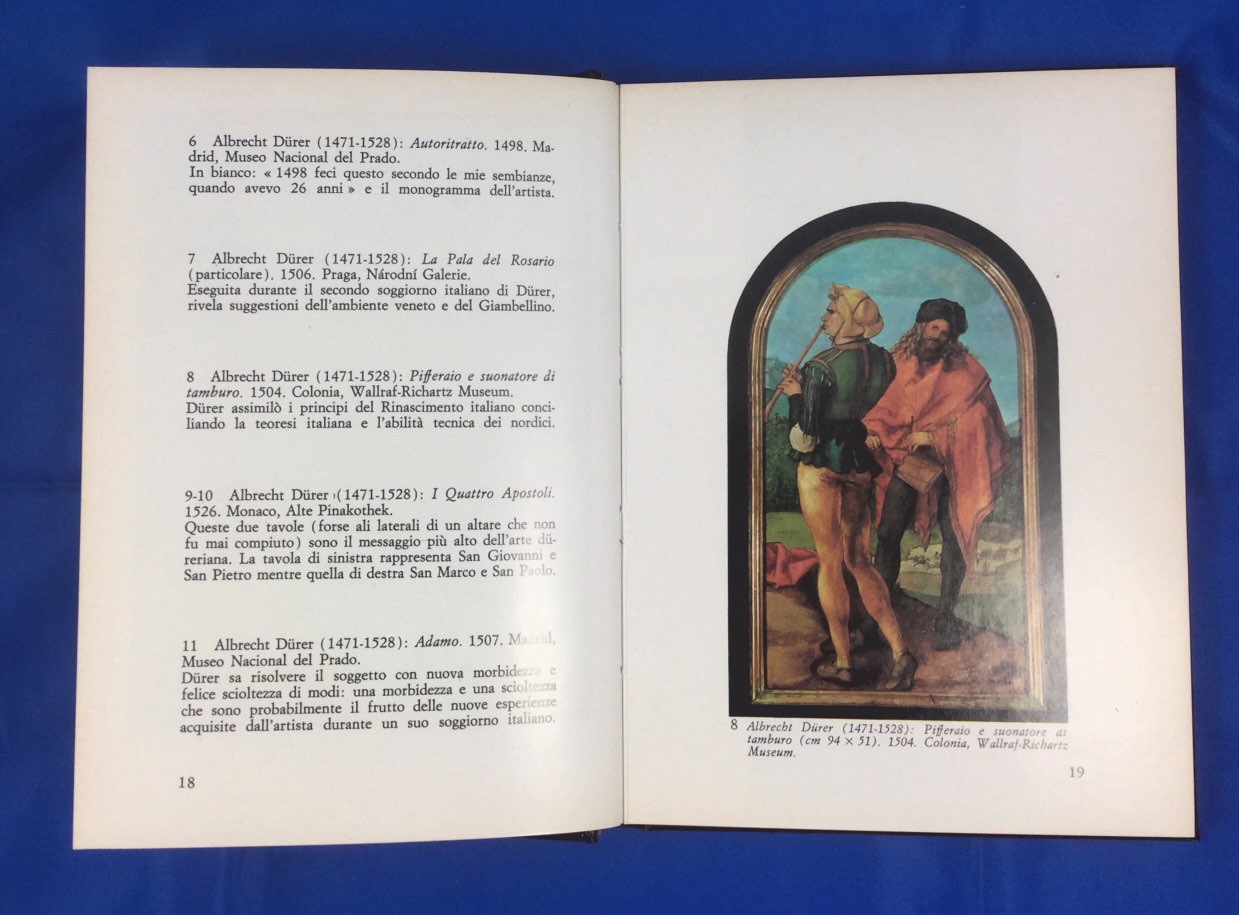 6 Albrecht Dürer (1471-1528): Autoritratto. 1498. Ma-
drid, Museo Nacional del Prado.
In bianco: « 1498 feci questo secondo le mie sembianze,
quando avevo 26 anni » e il monogramma dell'artista.
7 Albrecht Dürer (1471-1528): La Pala del Rosario
(particolare). 1506. Praga, Národní Galerie.
Eseguita durante il secondo soggiorno italiano di Dürer,
rivela suggestioni dell'ambiente veneto e del Giambellino.
8 Albrecht Dürer (1471-1528): Pifferaio e suonatore di
tamburo. 1504. Colonia, Wallraf-Richartz Museum.
Dürer assimilò i principi del Rinascimento italiano conci-
liando la teoresi italiana e l'abilità tecnica dei nordici.
9-10 Albrecht Dürer (1471-1528): I Quattro Apostoli.
1526. Monaco, Alte Pinakothek.
Queste due tavole (forse ali laterali di un altare che non
fu mai compiuto) sono il messaggio più alto dell'arte dü-
reriana. La tavola di sinistra rappresenta San Giovanni e
San Pietro mentre quella di destra San Marco e San Paolo.
11 Albrecht Dürer (1471-1528): Adamo. 1507. Madrid,
Museo Nacional del Prado.
Dürer sa risolvere il soggetto con nuova morbidezza e
felice scioltezza di modi: una morbidezza e una scioltezza
che sono probabilmente il frutto delle nuove esperienze
acquisite dall'artista durante un suo soggiorno italiano.
18
8 Albrecht Dürer (1471-1528): Pifferaio e suonatore di
tamburo (cm 94 × 51). 1504. Colonia, Wallraf-Richartz
Museum.
19